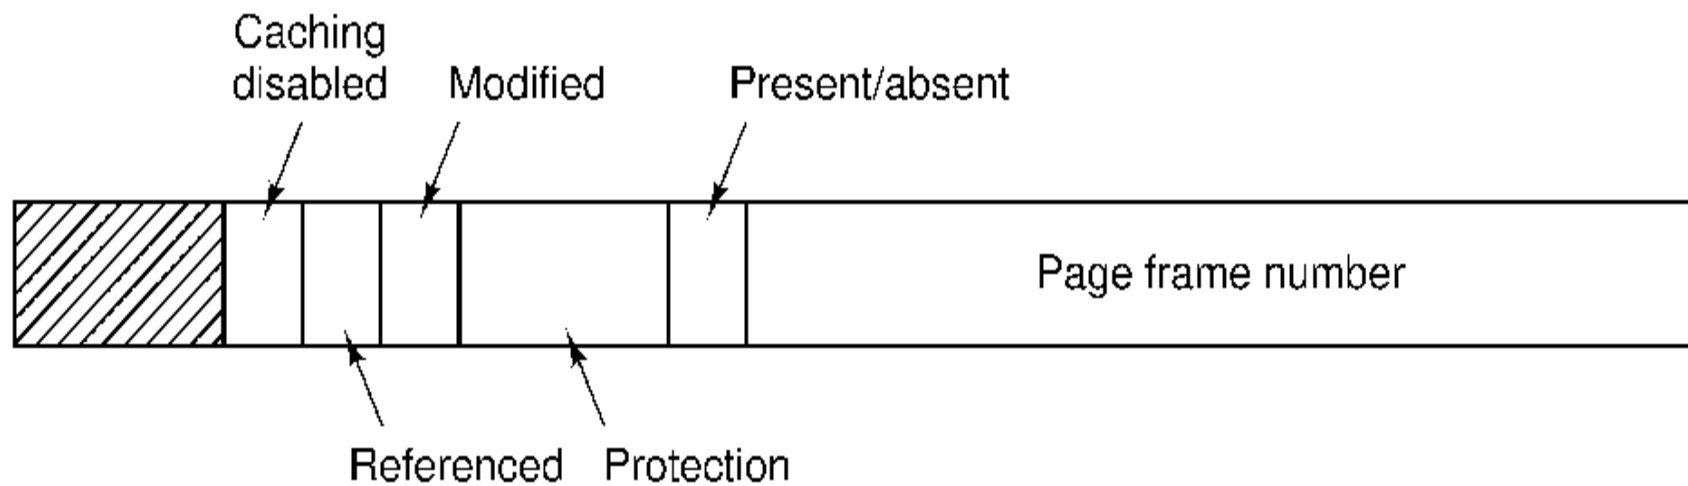 Caching
disabled
Modified
Present/absent
Page frame number
Referenced
Protection